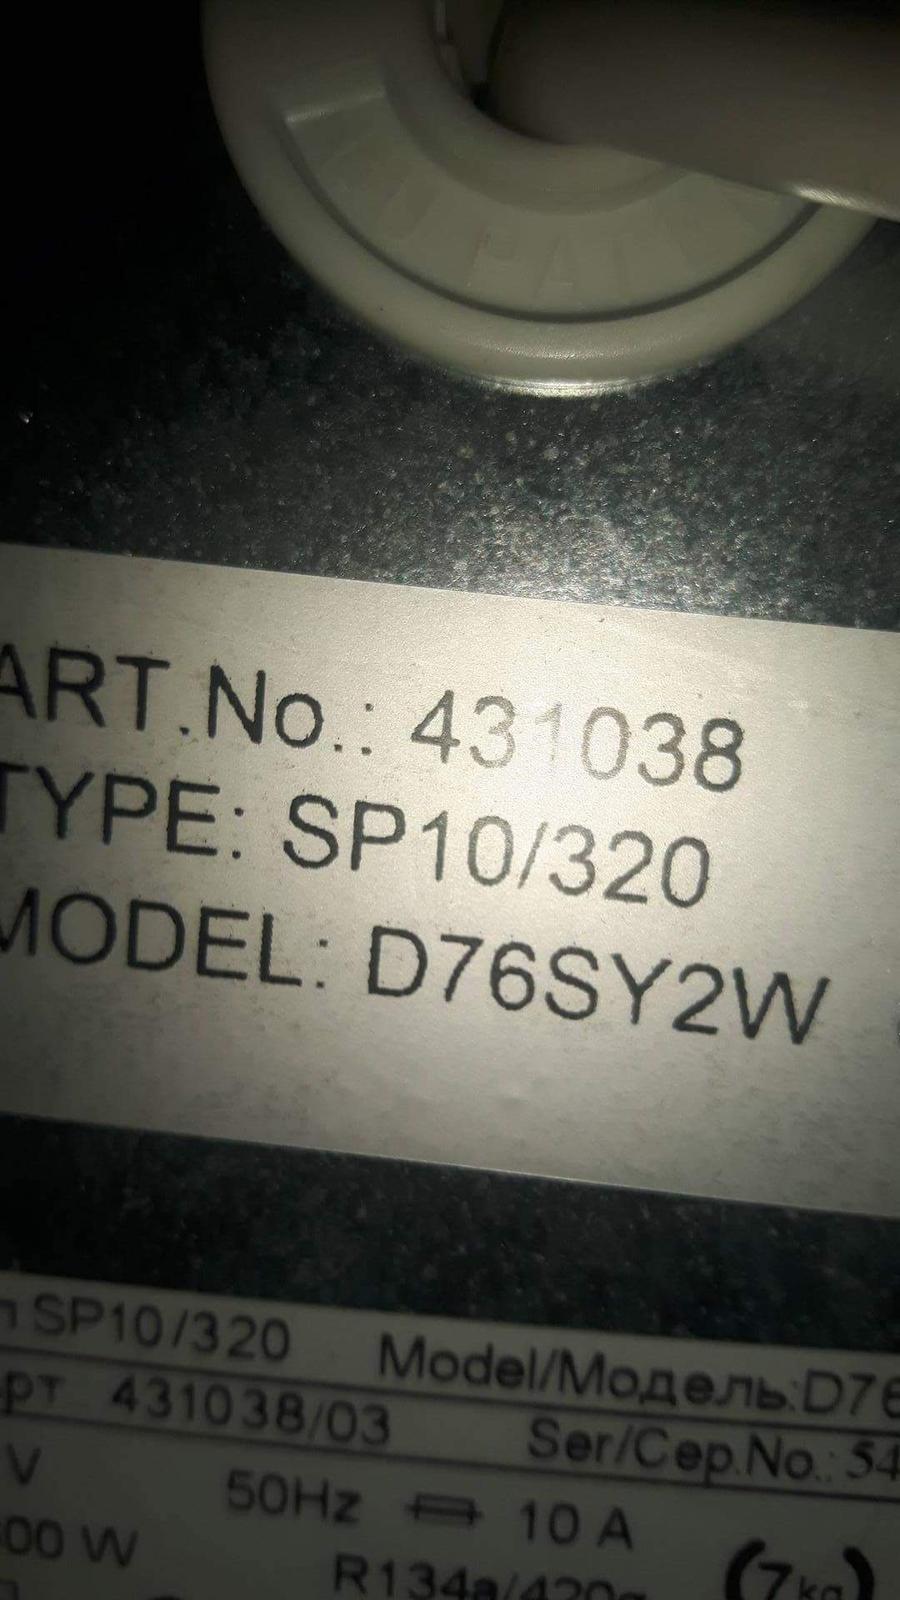 ART.No.: 431038
TYPE: SP10/320
MODEL: D76SY2W
SP10/320 Model/Модель:D76
рт 431038/03 Ser/Сер.No.: 54
V 50Hz 10 A
00 W R134a/420g (7kg)